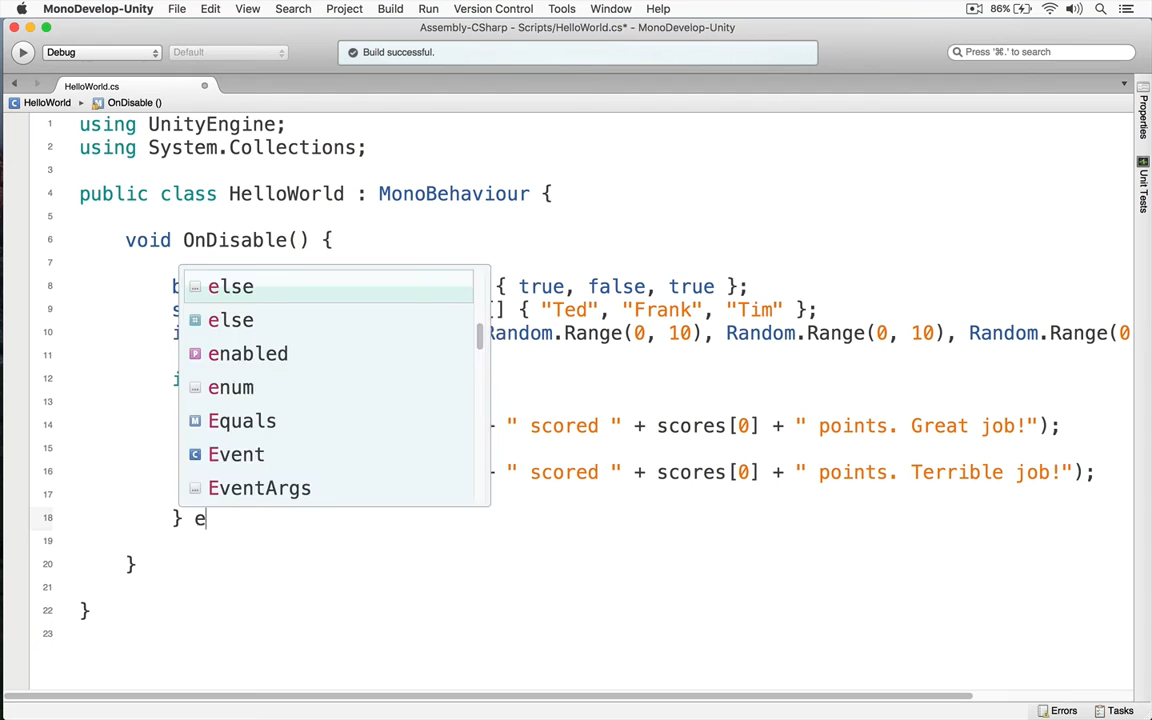 MonoDevelop-Unity File Edit View Search Project Build Run Version Control Tools Window Help 86%
Assembly-CSharp - Scripts/HelloWorld.cs* - MonoDevelop-Unity
Debug Default Build successful. Press '⌘.' to search
HelloWorld.cs
HelloWorld ▸ OnDisable ()
1 using UnityEngine;
2 using System.Collections;
3
4 public class HelloWorld : MonoBehaviour {
5
6 void OnDisable() {
7
8 b { true, false, true };
9 s [] { "Ted", "Frank", "Tim" };
10 i Random.Range(0, 10), Random.Range(0, 10), Random.Range(0
11
12 i
13
14 " scored " + scores[0] + " points. Great job!");
15
16 " scored " + scores[0] + " points. Terrible job!");
17
18 } e
19
20 }
21
22 }
23
else
else
enabled
enum
Equals
Event
EventArgs
Properties
Unit Tests
Errors Tasks